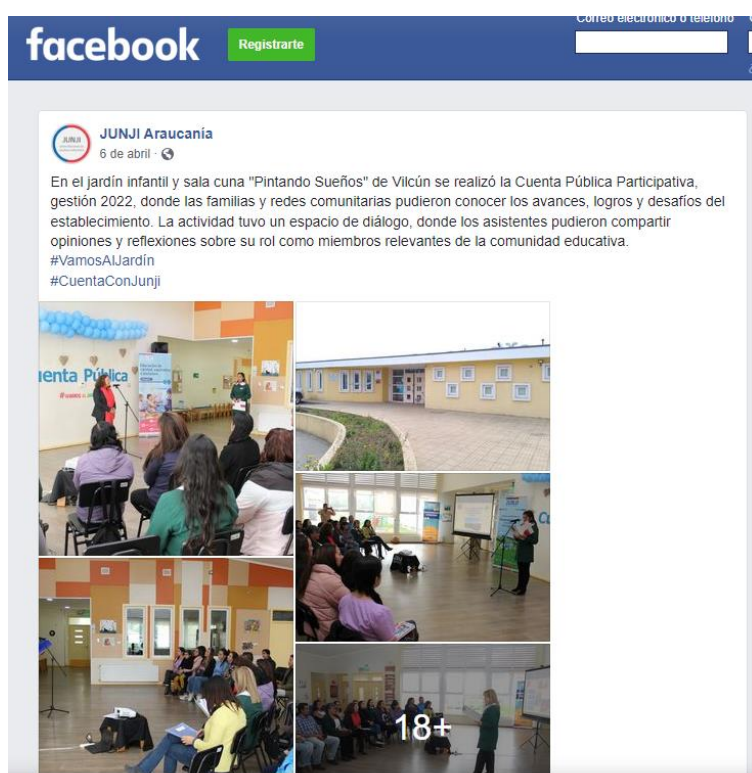 Correo electrónico o teléfono
facebook
Registrarte
JUNJI
JUNJI Araucanía
6 de abril ·
En el jardín infantil y sala cuna "Pintando Sueños" de Vilcún se realizó la Cuenta Pública Participativa,
gestión 2022, donde las familias y redes comunitarias pudieron conocer los avances, logros y desafíos del
establecimiento. La actividad tuvo un espacio de diálogo, donde los asistentes pudieron compartir
opiniones y reflexiones sobre su rol como miembros relevantes de la comunidad educativa.
#VamosAlJardín
#CuentaConJunji
enta Pública
18+